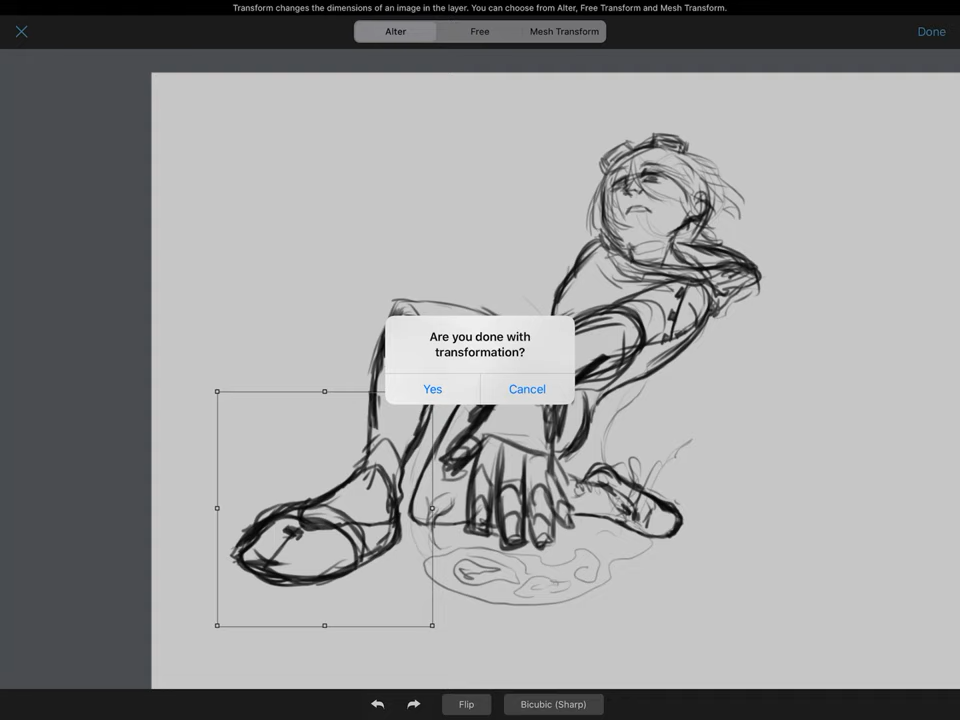 Transform changes the dimensions of an image in the layer. You can choose from Alter, Free Transform and Mesh Transform.
Alter Free Mesh Transform Done
Are you done with
transformation?
Yes Cancel
Flip Bicubic (Sharp)